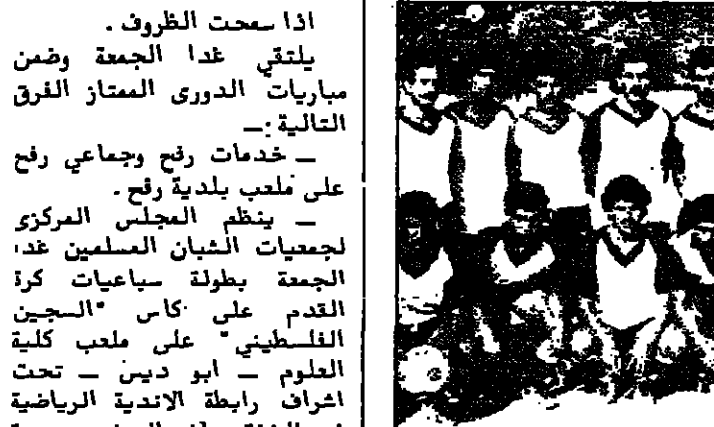 اذا سمحت الظروف .
يلتقي غدا الجمعة وضمن
مباريات الدورى الممتاز الفرق
التالية :ـ
ـ خدمات رفح وجماعي رفح
على ملعب بلدية رفح .
ـ ينظم المجلس المركزى
لجمعيات الشبان المسلمين غدا
الجمعة بطولة سباعيات كرة
القدم على كاس "السجين
الفلسطيني" على ملعب كلية
العلوم ـ ابو ديس ـ تحت
اشراف رابطة الاندية الرياضية